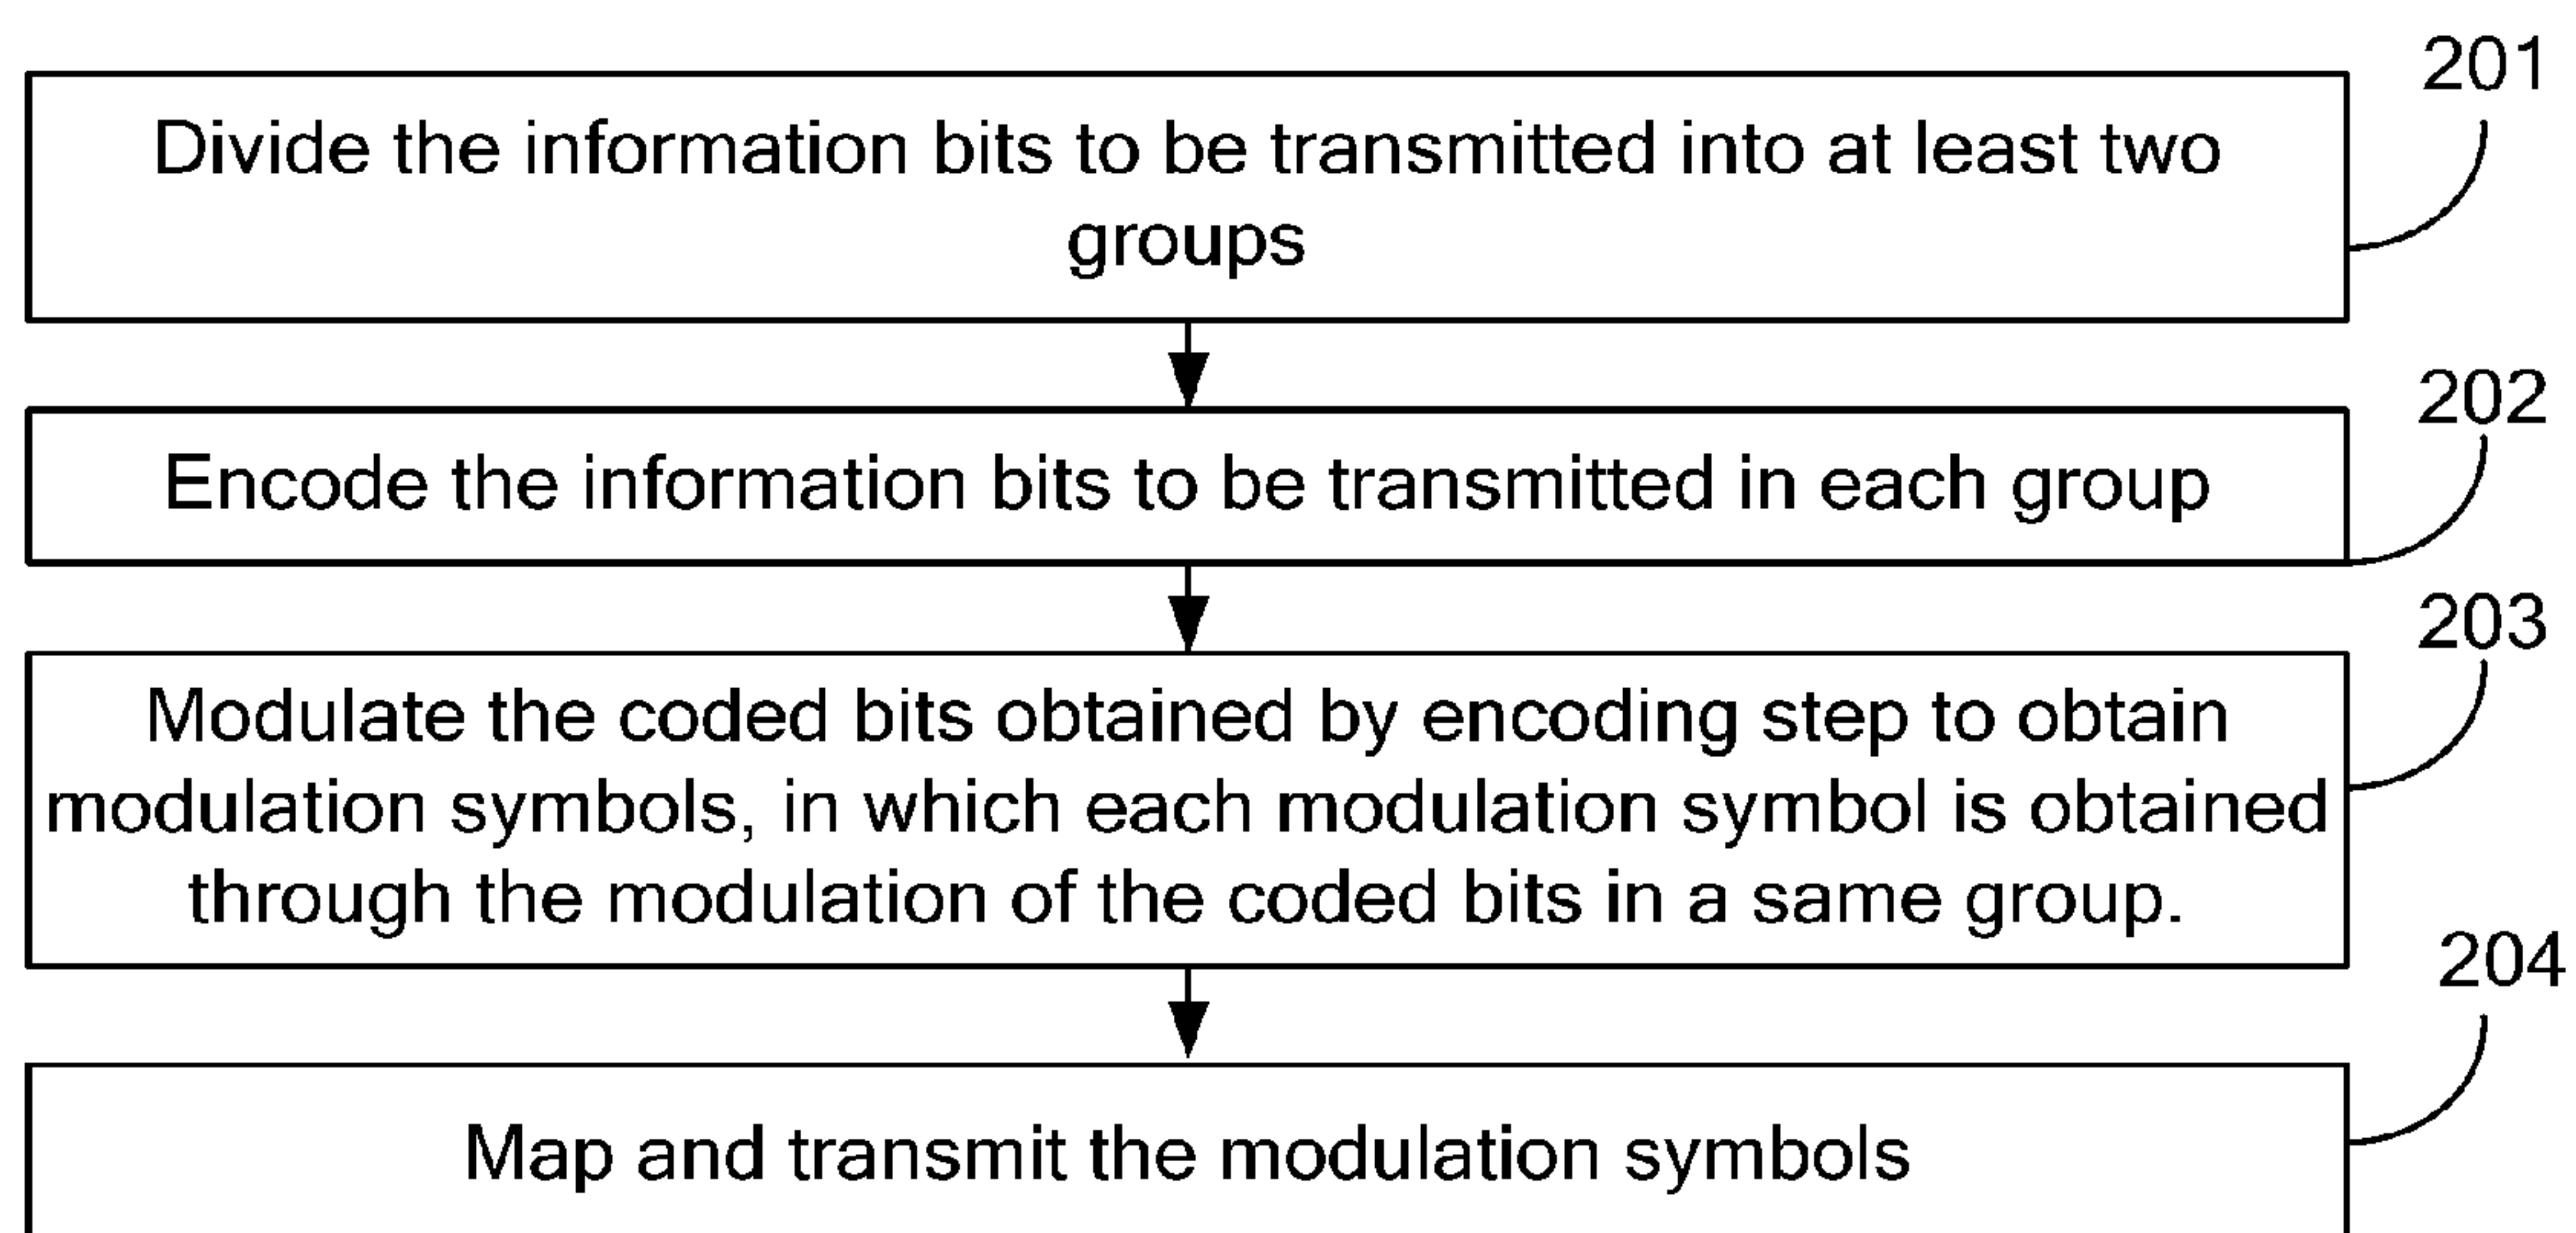 201
Divide the information bits to be transmitted into at least two
groups
202
Encode the information bits to be transmitted in each group
203
Modulate the coded bits obtained by encoding step to obtain
modulation symbols, in which each modulation symbol is obtained
through the modulation of the coded bits in a same group.
204
Map and transmit the modulation symbols